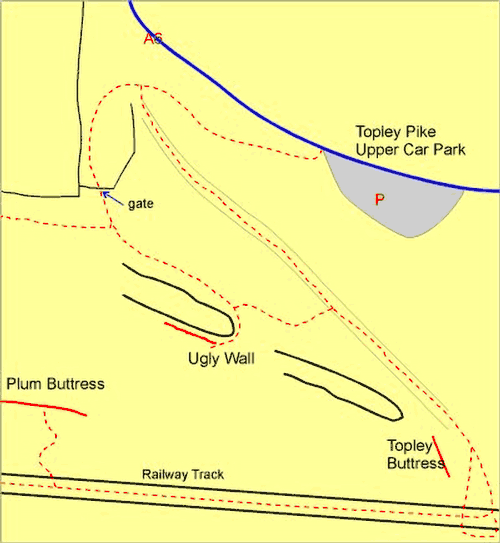 A6
Topley Pike
Upper Car Park
P
gate
Ugly Wall
Plum Buttress
Topley
Buttress
Railway Track